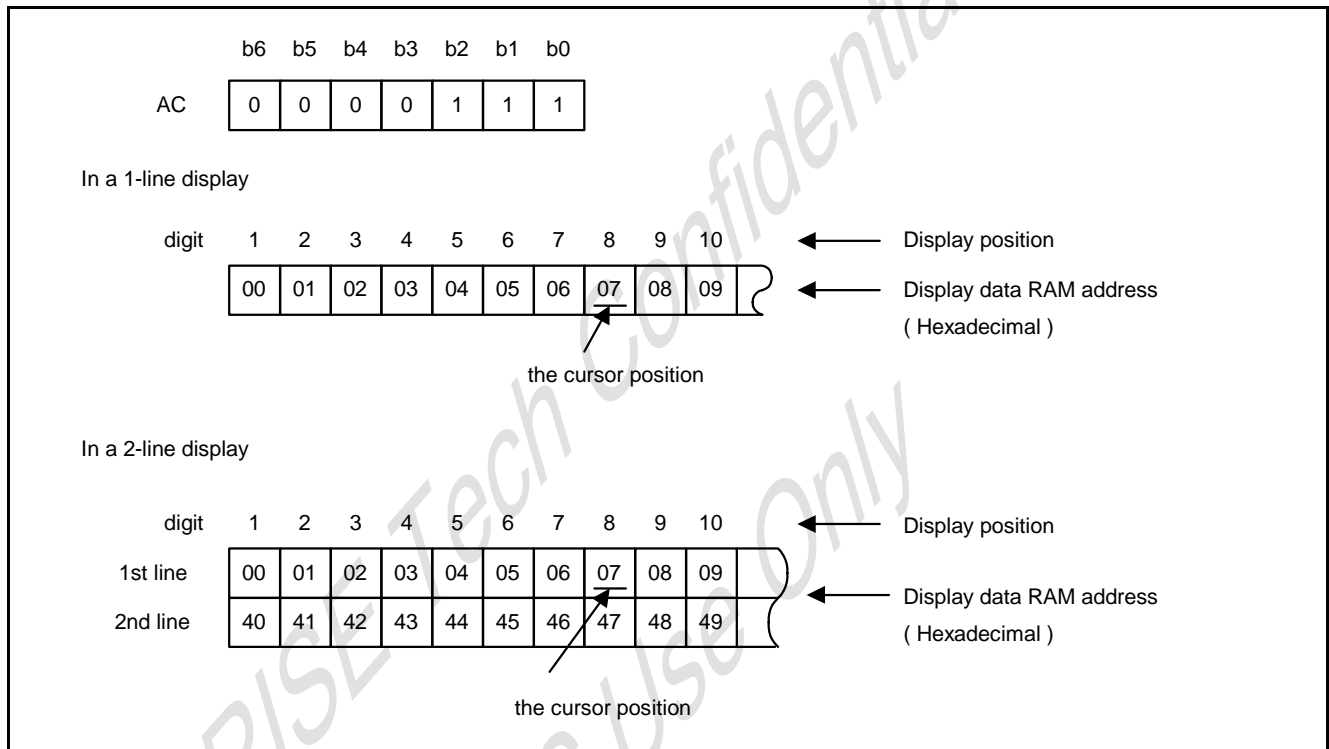 b6 b5 b4 b3 b2 b1 b0
AC 0 0 0 0 1 1 1
In a 1-line display
digit 1 2 3 4 5 6 7 8 9 10 Display position
00 01 02 03 04 05 06 07 08 09 Display data RAM address
( Hexadecimal )
the cursor position
In a 2-line display
digit 1 2 3 4 5 6 7 8 9 10 Display position
1st line 00 01 02 03 04 05 06 07 08 09
Display data RAM address
2nd line 40 41 42 43 44 45 46 47 48 49
( Hexadecimal )
the cursor position
RISE Tech Confidentia
s Use Only